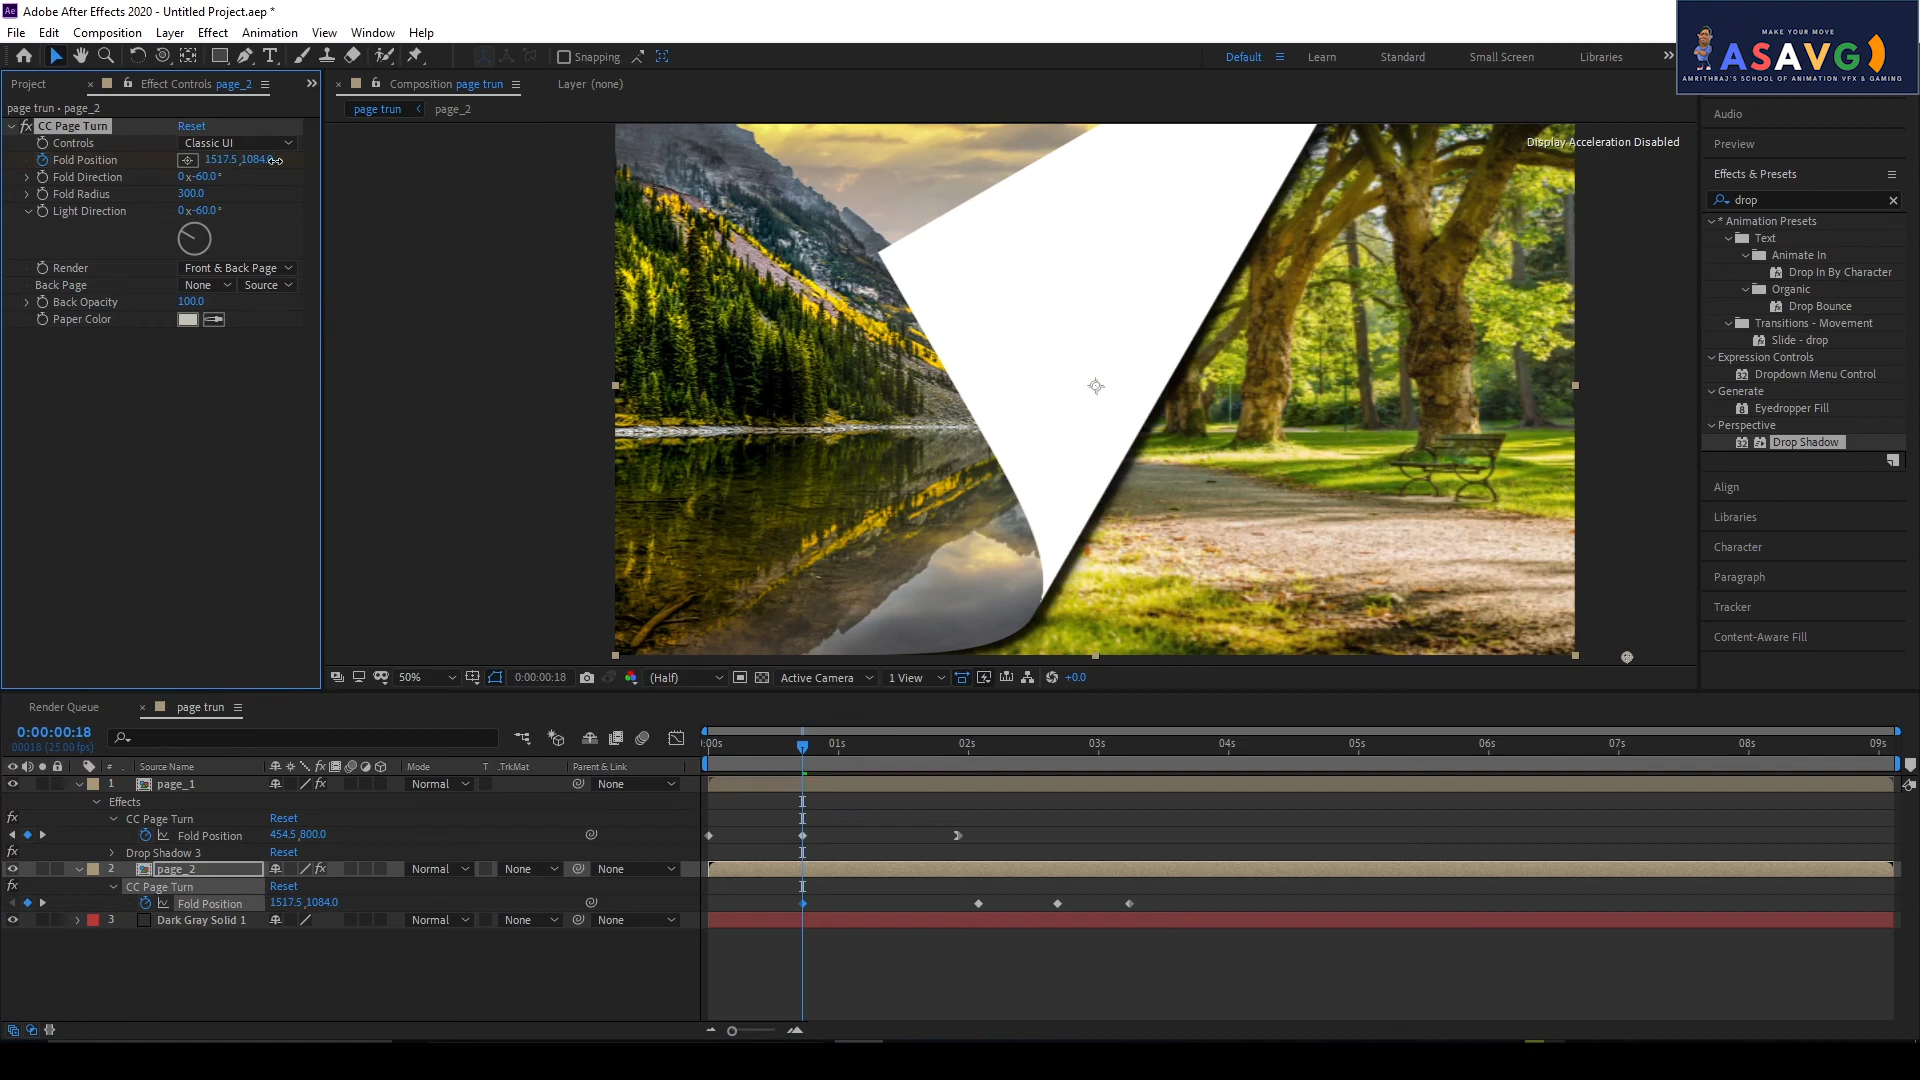 Adobe After Effects 2020 - Untitled Project.aep *
File Edit Composition Layer Effect Animation View Window Help
Snapping
Default Learn Standard Small Screen Libraries
MAKE YOUR MOVE
ASAVG
AMRITHRAJ'S SCHOOL OF ANIMATION VFX & GAMING
Project Effect Controls page_2
Composition page trun
Layer (none)
page trun • page_2
page trun page_2
fx CC Page Turn Reset
Controls Classic UI
Fold Position 1517.5,1084.0
Fold Direction 0x-60.0°
Fold Radius 300.0
Light Direction 0x-60.0°
Render Front & Back Page
Back Page None Source
Back Opacity 100.0
Paper Color
Display Acceleration Disabled
Audio
Preview
Effects & Presets
drop
* Animation Presets
Text
Animate In
Drop In By Character
Organic
Drop Bounce
Transitions - Movement
Slide - drop
Expression Controls
Dropdown Menu Control
Generate
Eyedropper Fill
Perspective
Drop Shadow
Align
Libraries
Character
Paragraph
Tracker
Content-Aware Fill
50% 0:00:00:18 (Half) Active Camera 1 View +0.0
Render Queue page trun
0:00:00:18
00018 (25.00 fps)
:00s 01s 02s 03s 04s 05s 06s 07s 08s 09s
# Source Name fx Mode T .TrkMat Parent & Link
1 page_1 fx Normal None
Effects
fx CC Page Turn Reset
Fold Position 454.5,800.0
fx Drop Shadow 3 Reset
2 page_2 fx Normal None None
fx CC Page Turn Reset
Fold Position 1517.5,1084.0
3 Dark Gray Solid 1 Normal None None